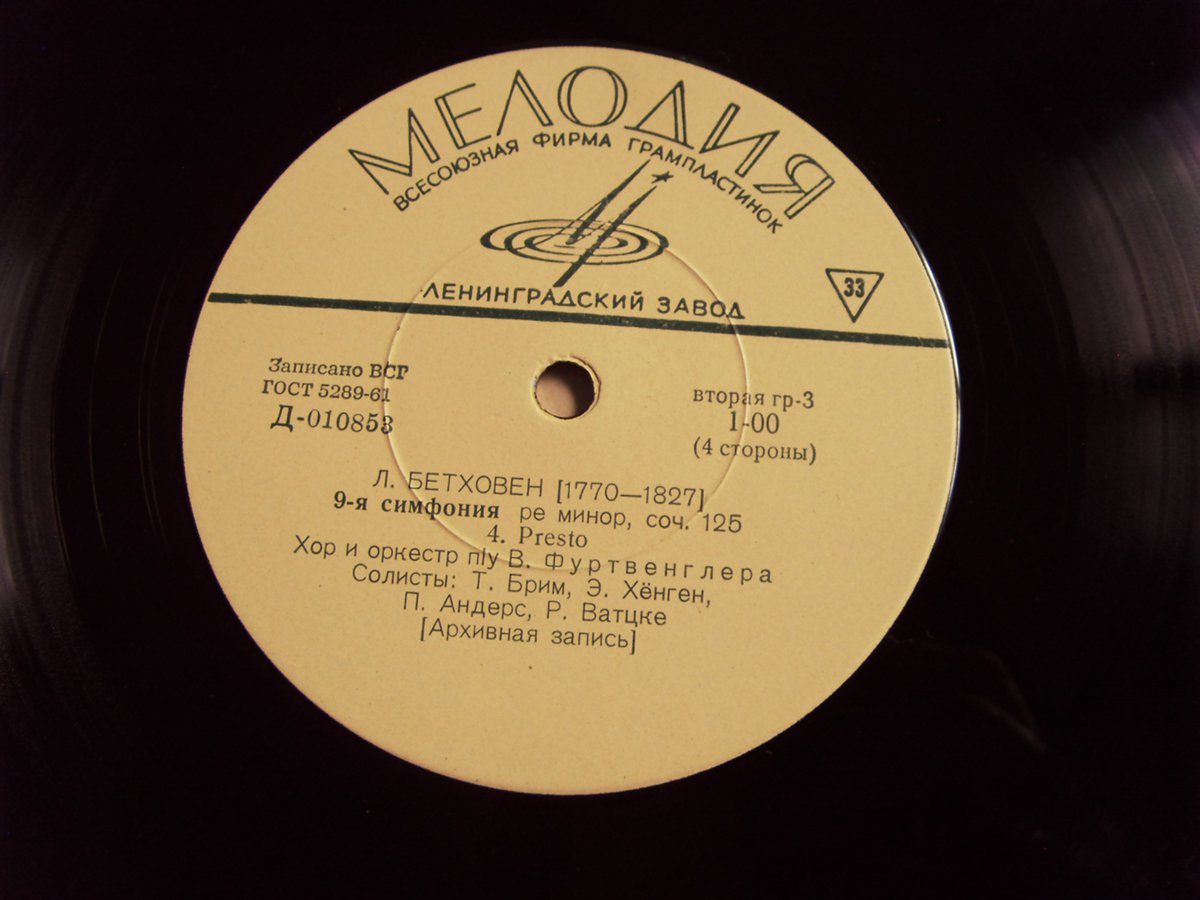 МЕЛОДИЯ
ВСЕСОЮЗНАЯ ФИРМА ГРАМПЛАСТИНОК
ЛЕНИНГРАДСКИЙ ЗАВОД
33
Записано ВСГ
ГОСТ 5289-61
Д-010853
вторая гр-3
1-00
(4 стороны)
Л. БЕТХОВЕН [1770—1827]
9-я симфония ре минор, соч. 125
4. Presto
Хор и оркестр п/у В. Фуртвенглера
Солисты: Т. Брим, Э. Хёнген,
П. Андерс, Р. Ватцке
[Архивная запись]